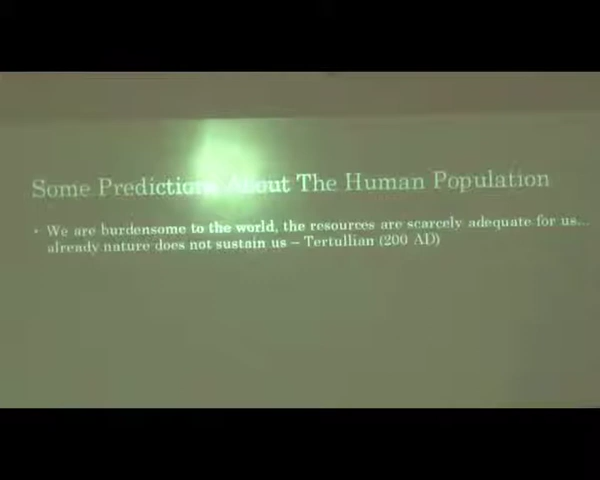 Some Predictions About The Human Population
• We are burdensome to the world, the resources are scarcely adequate for us...
already nature does not sustain us – Tertullian (200 AD)